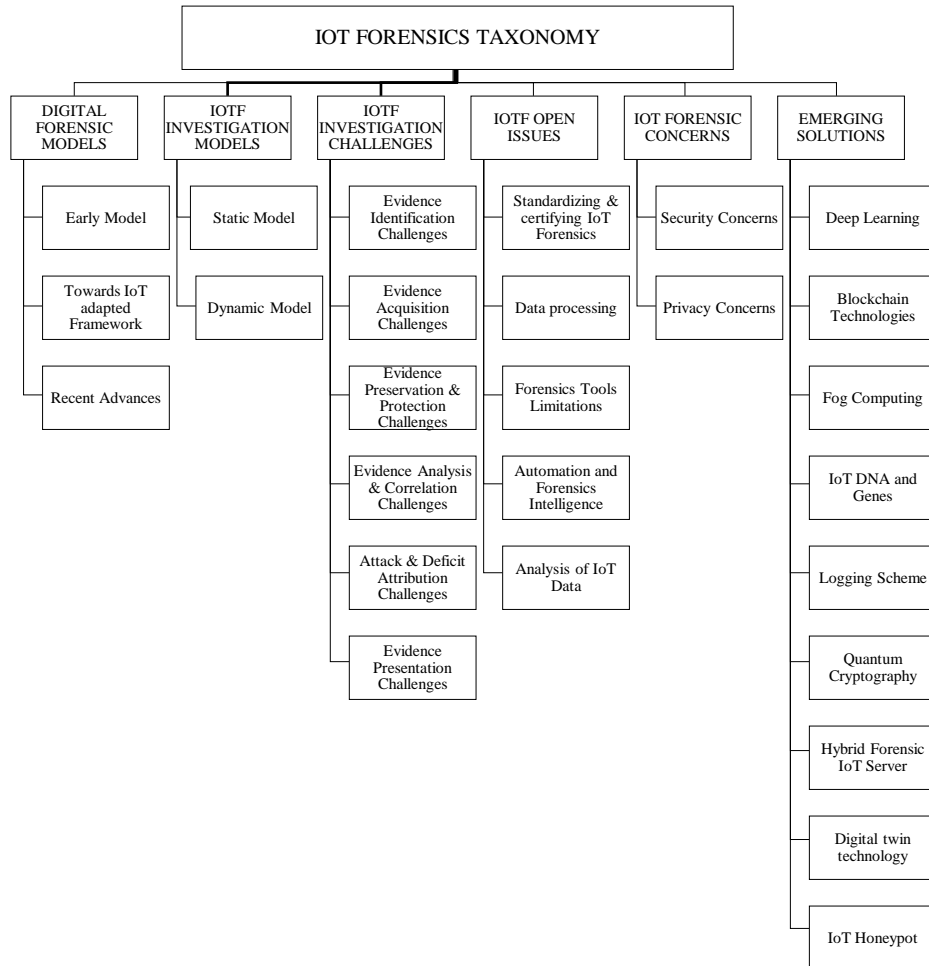 IOT FORENSICS TAXONOMY
DIGITAL
FORENSIC
MODELS
Early Model
Towards IoT
adapted
Framework
Recent Advances
IOTF
INVESTIGATION
MODELS
Static Model
Dynamic Model
IOTF
INVESTIGATION
CHALLENGES
Evidence
Identification
Challenges
Evidence
Acquisition
Challenges
Evidence
Preservation &
Protection
Challenges
Evidence Analysis
& Correlation
Challenges
Attack & Deficit
Attribution
Challenges
Evidence
Presentation
Challenges
IOTF OPEN
ISSUES
Standardizing &
certifying IoT
Forensics
Data processing
Forensics Tools
Limitations
Automation and
Forensics
Intelligence
Analysis of IoT
Data
IOT FORENSIC
CONCERNS
Security Concerns
Privacy Concerns
EMERGING
SOLUTIONS
Deep Learning
Blockchain
Technologies
Fog Computing
IoT DNA and
Genes
Logging Scheme
Quantum
Cryptography
Hybrid Forensic
IoT Server
Digital twin
technology
IoT Honeypot